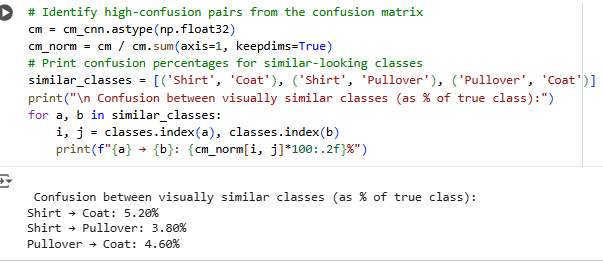 # Identify high-confusion pairs from the confusion matrix
cm = cm_cnn.astype(np.float32)
cm_norm = cm / cm.sum(axis=1, keepdims=True)
# Print confusion percentages for similar-looking classes
similar_classes = [('Shirt', 'Coat'), ('Shirt', 'Pullover'), ('Pullover', 'Coat')]
print("\n Confusion between visually similar classes (as % of true class):")
for a, b in similar_classes:
    i, j = classes.index(a), classes.index(b)
    print(f"{a} → {b}: {cm_norm[i, j]*100:.2f}%")
 Confusion between visually similar classes (as % of true class):
Shirt → Coat: 5.20%
Shirt → Pullover: 3.80%
Pullover → Coat: 4.60%